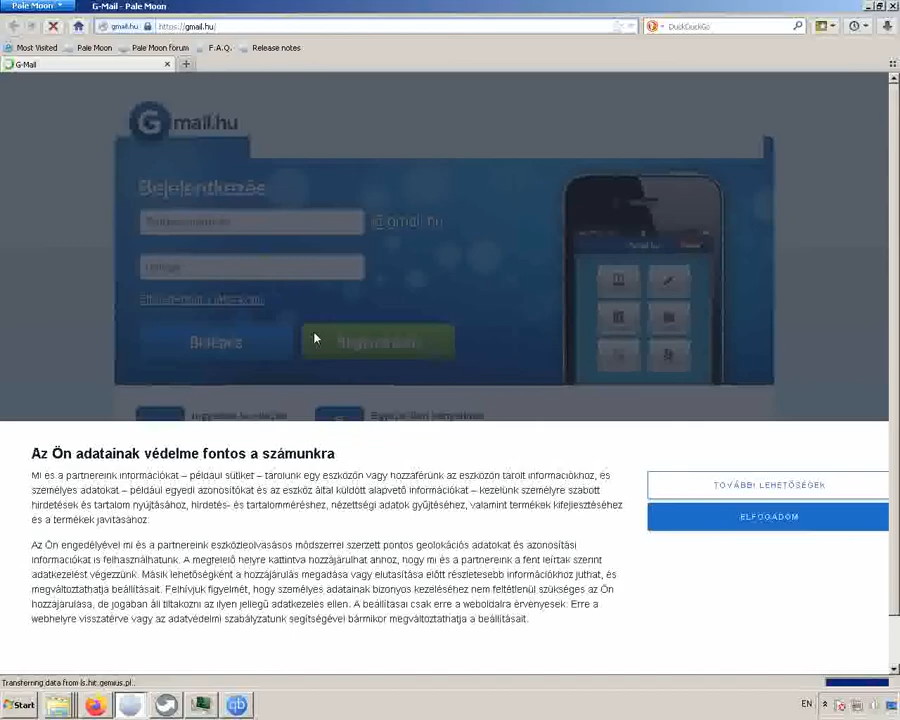 Pale Moon
G-Mail - Pale Moon
gmail.hu
https://gmail.hu
DuckDuckGo
Most Visited
Pale Moon
Pale Moon forum
F.A.Q.
Release notes
G-Mail
Gmail.hu
Bejelentkezés
@gmail.hu
Belépés
Az Ön adatainak védelme fontos a számunkra
Mi és a partnereink információkat – például sütiket – tárolunk egy eszközön vagy hozzáférünk az eszközön tárolt információkhoz, és
személyes adatokat – például egyedi azonosítókat és az eszköz által küldött alapvető információkat – kezelünk személyre szabott
hirdetések és tartalom nyújtásához, hirdetés- és tartalomméréshez, nézettségi adatok gyűjtéséhez, valamint termékek kifejlesztéséhez
és a termékek javításához.
Az Ön engedélyével mi és a partnereink eszközleolvasásos módszerrel szerzett pontos geolokációs adatokat és azonosítási
információkat is felhasználhatunk. A megfelelő helyre kattintva hozzájárulhat ahhoz, hogy mi és a partnereink a fent leírtak szerint
adatkezelést végezzünk. Másik lehetőségként a hozzájárulás megadása vagy elutasítása előtt részletesebb információkhoz juthat, és
megváltoztathatja beállításait. Felhívjuk figyelmét, hogy személyes adatainak bizonyos kezeléséhez nem feltétlenül szükséges az Ön
hozzájárulása, de jogában áll tiltakozni az ilyen jellegű adatkezelés ellen. A beállításai csak erre a weboldalra érvényesek. Erre a
webhelyre visszatérve vagy az adatvédelmi szabályzatunk segítségével bármikor megváltoztathatja a beállításait.
TOVÁBBI LEHETŐSÉGEK
ELFOGADOM
Transferring data from ls.hit.gemius.pl...
Start
EN